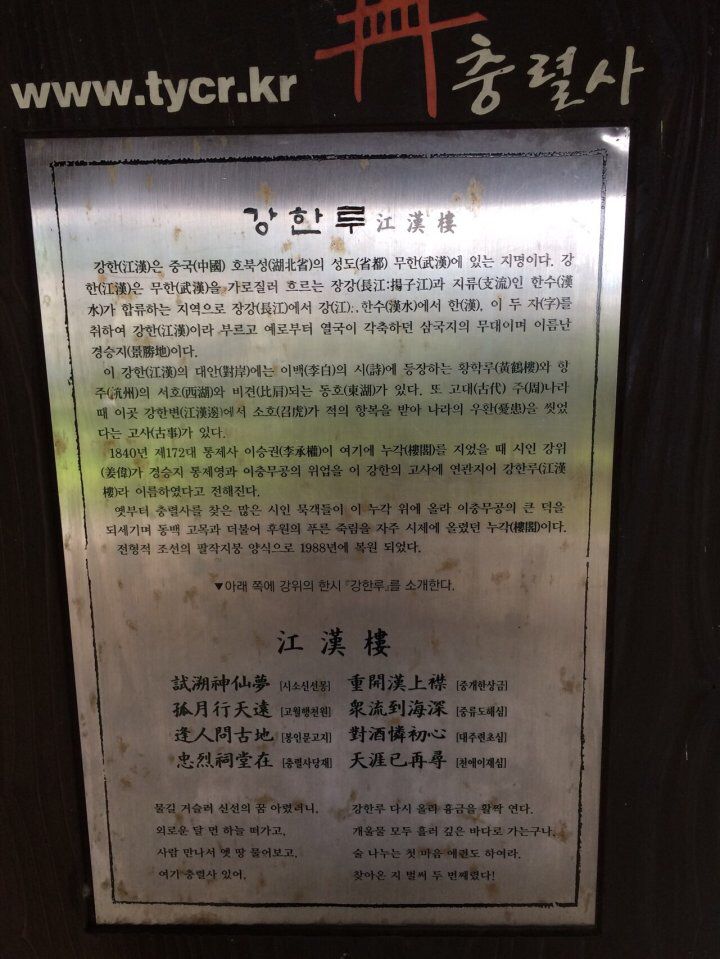 www.tycr.kr
충렬사
강한루 江漢樓
강한(江漢)은 중국(中國) 호북성(湖北省)의 성도(省都) 무한(武漢)에 있는 지명이다. 강
한(江漢)은 무한(武漢)을 가로질러 흐르는 장강(長江:揚子江)과 지류(支流)인 한수(漢
水)가 합류하는 지역으로 장강(長江)에서 강(江)·, 한수(漢水)에서 한(漢), 이 두 자(字)를
취하여 강한(江漢)이라 부르고 예로부터 열국이 각축하던 삼국지의 무대이며 이름난
경승지(景勝地)이다.
이 강한(江漢)의 대안(對岸)에는 이백(李白)의 시(詩)에 등장하는 황학루(黃鶴樓)와 항
주(杭州)의 서호(西湖)와 비견(比肩)되는 동호(東湖)가 있다. 또 고대(古代) 주(周)나라
때 이곳 강한변(江漢邊)에서 소호(召虎)가 적의 항복을 받아 나라의 우환(憂患)을 씻었
다는 고사(古事)가 있다.
1840년 제172대 통제사 이승권(李承權)이 여기에 누각(樓閣)를 지었을 때 시인 강위
(姜偉)가 경승지 통제영과 이충무공의 위업을 이 강한의 고사에 연관지어 강한루(江漢
樓)라 이름하였다고 전해진다.
옛부터 충렬사를 찾은 많은 시인 묵객들이 이 누각 위에 올라 이충무공의 큰 덕을
되세기며 동백 고목과 더불어 후원의 푸른 죽림을 자주 시제에 올렸던 누각(樓閣)이다.
전형적 조선의 팔작지붕 양식으로 1988년에 복원 되었다.
▼아래 쪽에 강위의 한시『강한루』를 소개한다.
江漢樓
試溯神仙夢 [시소신선몽] 重開漢上襟 [중개한상금]
孤月行天遠 [고월행천원] 衆流到海深 [중류도해심]
逢人問古地 [봉인문고지] 對酒憐初心 [대주련초심]
忠烈祠堂在 [충렬사당재] 天涯已再尋 [천애이재심]
물길 거슬러 신선의 꿈 아렸더니, 강한루 다시 올라 흉금을 활짝 연다.
외로운 달 먼 하늘 떠가고, 개울물 모두 흘러 깊은 바다로 가는구나.
사람 만나서 옛 땅 물어보고, 술 나누는 첫 마음 애련도 하여라.
여기 충렬사 있어, 찾아온 지 벌써 두 번째렸다!